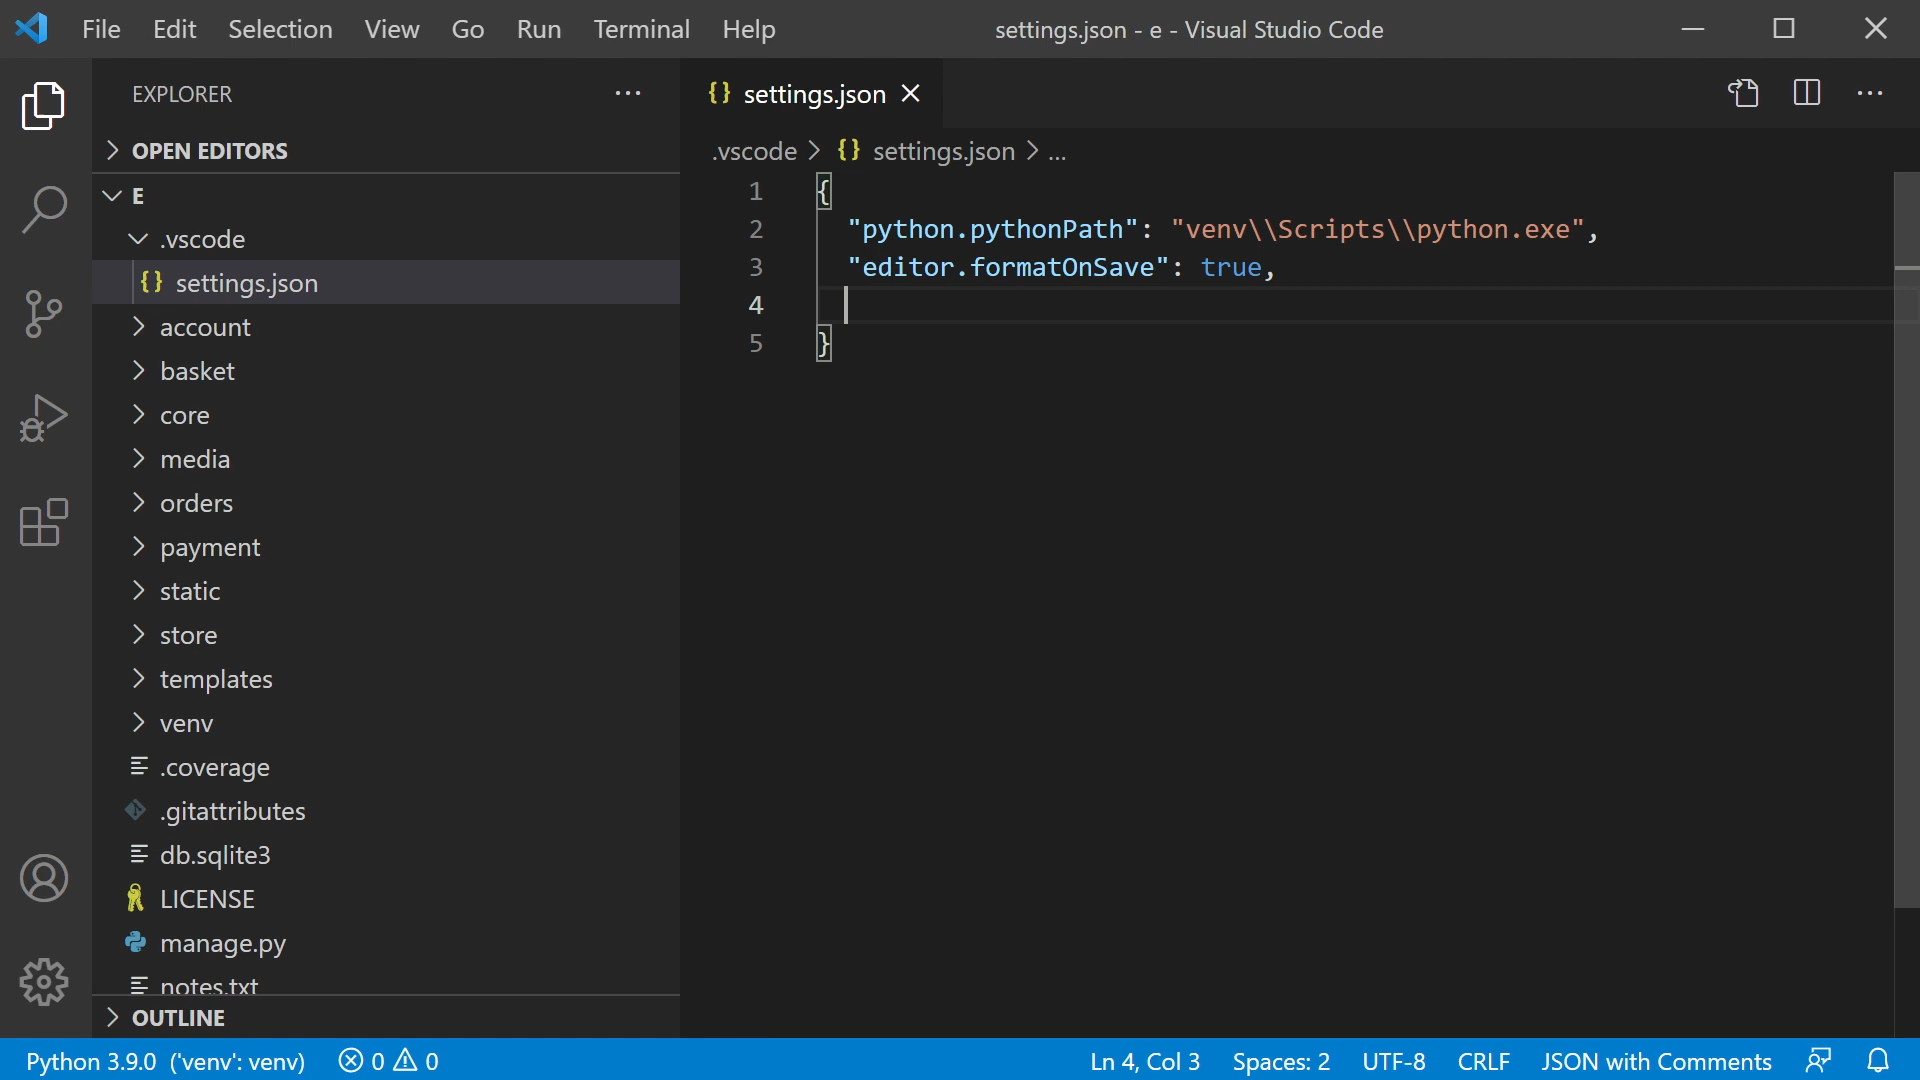 File Edit Selection View Go Run Terminal Help settings.json - e - Visual Studio Code
EXPLORER
OPEN EDITORS
E
.vscode
{} settings.json
account
basket
core
media
orders
payment
static
store
templates
venv
.coverage
.gitattributes
db.sqlite3
LICENSE
manage.py
notes.txt
OUTLINE
{} settings.json
.vscode > {} settings.json > ...
1 {
2 "python.pythonPath": "venv\\Scripts\\python.exe",
3 "editor.formatOnSave": true,
4
5 }
Python 3.9.0 ('venv': venv) 0 0 Ln 4, Col 3 Spaces: 2 UTF-8 CRLF JSON with Comments